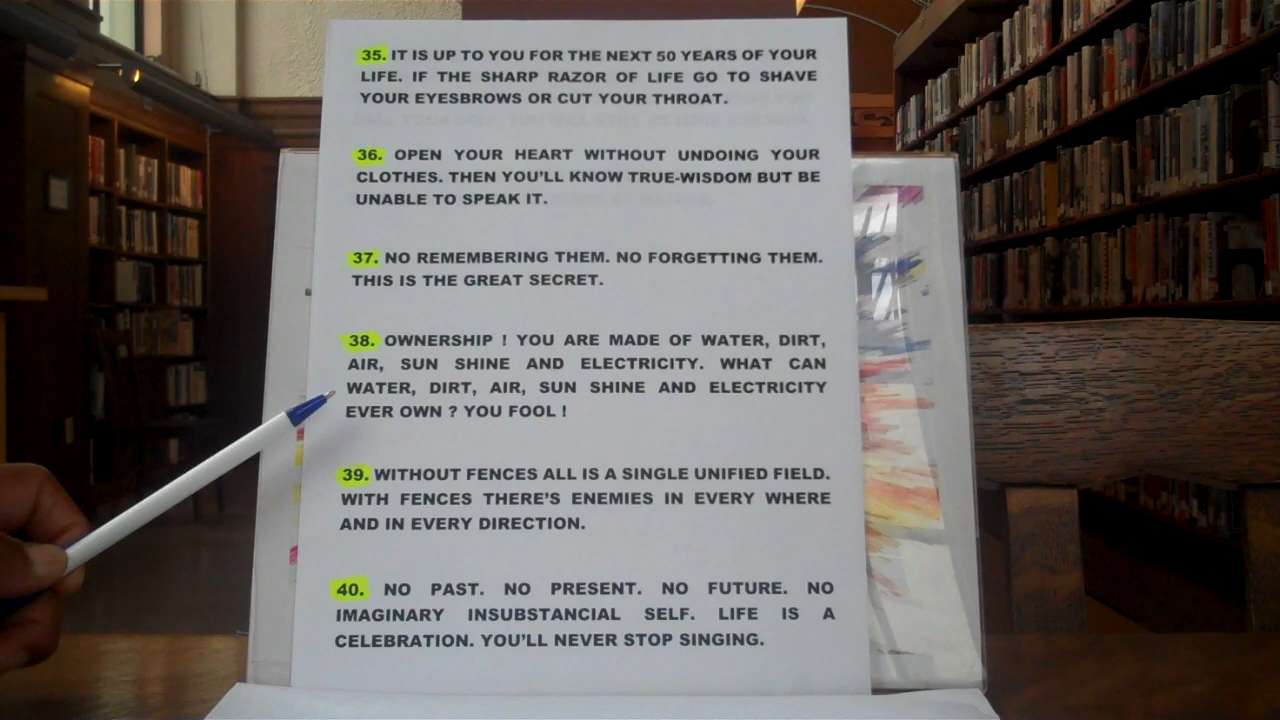 35. IT IS UP TO YOU FOR THE NEXT 50 YEARS OF YOUR
LIFE. IF THE SHARP RAZOR OF LIFE GO TO SHAVE
YOUR EYESBROWS OR CUT YOUR THROAT.
36. OPEN YOUR HEART WITHOUT UNDOING YOUR
CLOTHES. THEN YOU'LL KNOW TRUE-WISDOM BUT BE
UNABLE TO SPEAK IT.
37. NO REMEMBERING THEM. NO FORGETTING THEM.
THIS IS THE GREAT SECRET.
38. OWNERSHIP ! YOU ARE MADE OF WATER, DIRT,
AIR, SUN SHINE AND ELECTRICITY. WHAT CAN
WATER, DIRT, AIR, SUN SHINE AND ELECTRICITY
EVER OWN ? YOU FOOL !
39. WITHOUT FENCES ALL IS A SINGLE UNIFIED FIELD.
WITH FENCES THERE'S ENEMIES IN EVERY WHERE
AND IN EVERY DIRECTION.
40. NO PAST. NO PRESENT. NO FUTURE. NO
IMAGINARY INSUBSTANCIAL SELF. LIFE IS A
CELEBRATION. YOU'LL NEVER STOP SINGING.